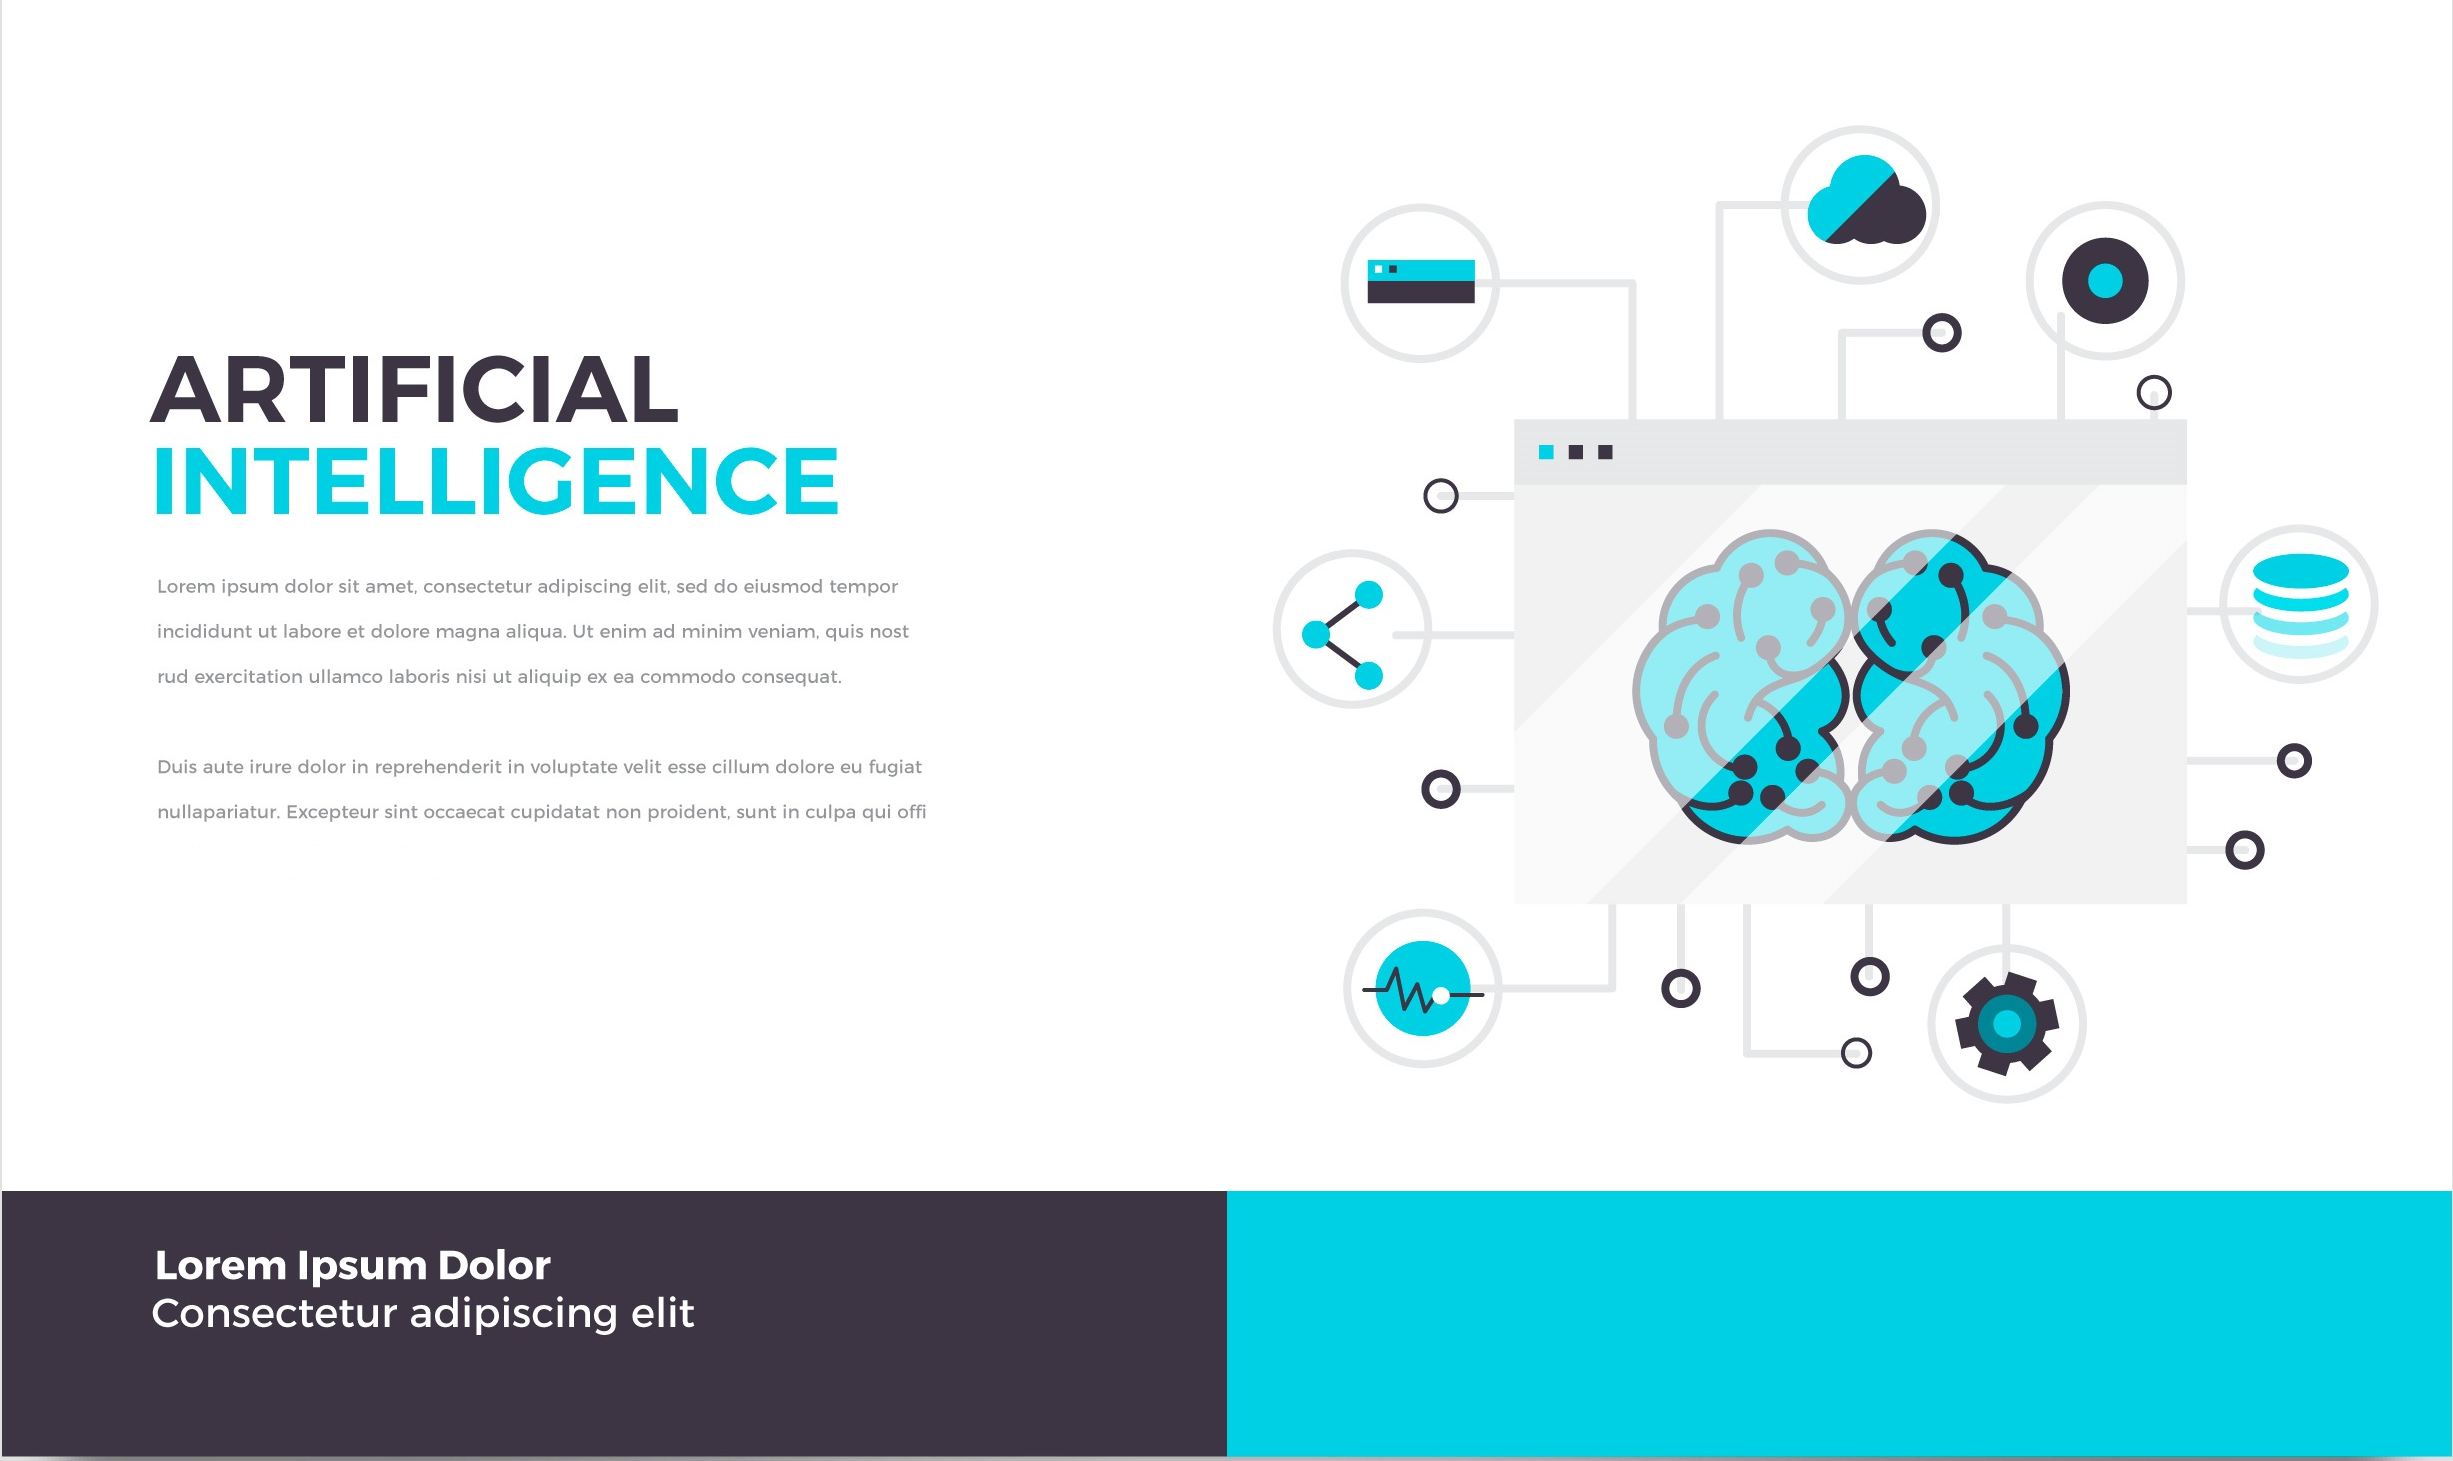 ARTIFICIAL
INTELLIGENCE
Lorem ipsum dolor sit amet, consectetur adipiscing elit, sed do eiusmod tempor
incididunt ut labore et dolore magna aliqua. Ut enim ad minim veniam, quis nost
rud exercitation ullamco laboris nisi ut aliquip ex ea commodo consequat.
Duis aute irure dolor in reprehenderit in voluptate velit esse cillum dolore eu fugiat
nullapariatur. Excepteur sint occaecat cupidatat non proident, sunt in culpa qui offi
Lorem Ipsum Dolor
Consectetur adipiscing elit